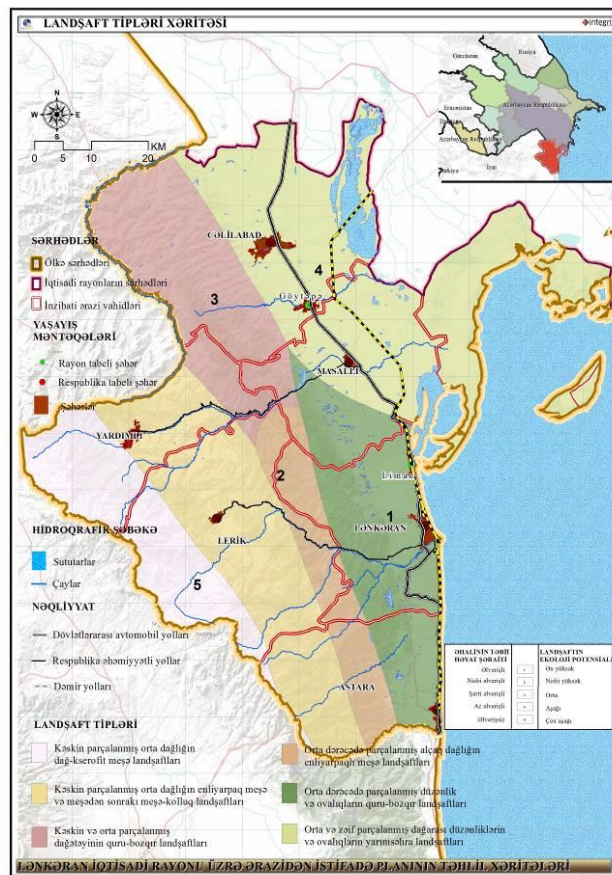 LANDŞAFT TİPLƏRİ XƏRİTƏSİ
integris
N
W
E
S
0
10
20
KM
Rusiya
Gürcüstan
Ermənistan
Azərbaycan Respublikası
Azərbaycan Respublikası
İran
SƏRHƏDLƏR
Ölkə sərhədləri
İqtisadi rayonların sərhədləri
İnzibati ərazi vahidləri
YAŞAYIŞ
MƏNTƏQƏLƏRİ
Rayon tabeli şəhər
Respublika tabeli şəhər
Şəhərlər
HİDROQRAFİK ŞƏBƏKƏ
Sututarlar
Çaylar
NƏQLİYYAT
Dövlətlərarası avtomobil yolları
Respublika əhəmiyyətli yollar
Dəmir yolları
CƏLİLABAD
4
3
Göytəpə
MASALLI
YARDIMLI
2
Liman
1
LƏNKƏRAN
LERİK
5
ASTARA
ƏHALİNİN TƏBİİ
HƏYAT ŞƏRAİTİ
LANDŞAFTIN
EKOLOJİ POTENSİALI
Əlverişli
Ən yüksək
Nisbi əlverişli
Nisbi yüksək
Şərti əlverişli
Orta
Az əlverişli
Aşağı
Əlverişsiz
Çox aşağı
LANDŞAFT TİPLƏRİ
Kəskin parçalanmış orta dağlığın
dağ-kserofit meşə landşaftları
Kəskin parçalanmış orta dağlığın enliyarpaq meşə
və meşədən sonrakı meşə-kolluq landşaftları
Kəskin və orta parçalanmış
dağətəyinin quru-bozqır landşaftları
Orta dərəcədə parçalanmış alçaq dağlığın
enliyarpaqlı meşə landşaftları
Orta dərəcədə parçalanmış düzənlik
və ovalıqların quru-bozqır landşaftları
Orta və zəif parçalanmış dağarası düzənliklərin
və ovalıqların yarımsəhra landşaftları
LƏNKƏRAN İQTİSADİ RAYONU ÜZRƏ ƏRAZİDƏN İSTİFADƏ PLANININ TƏHLİL XƏRİTƏLƏRİ